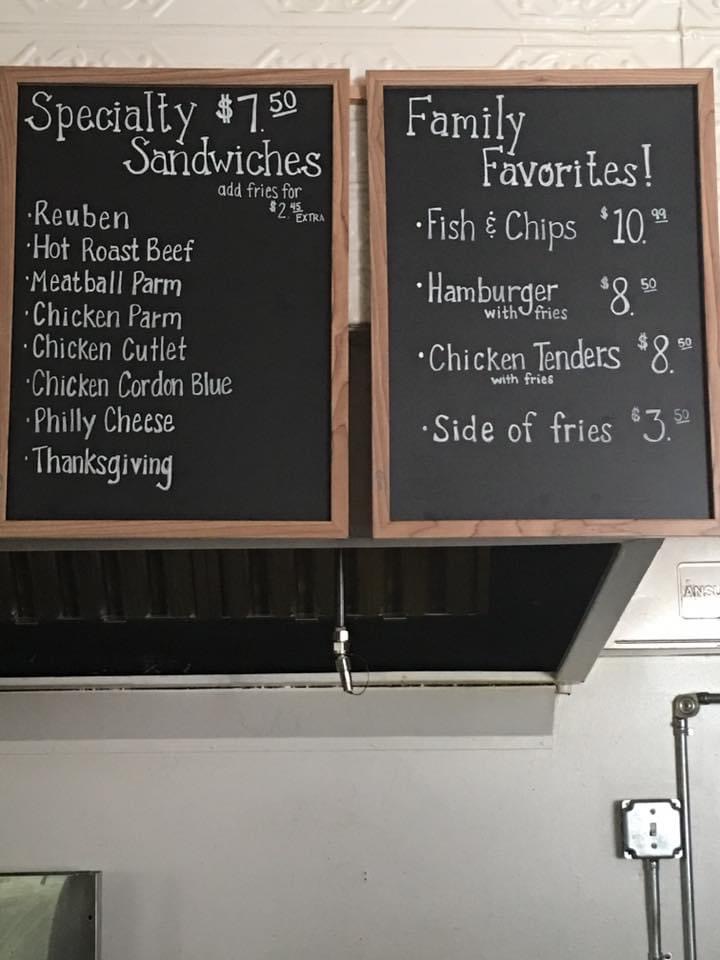 Specialty $7.50
Sandwiches
add fries for
$2.45 EXTRA
·Reuben
·Hot Roast Beef
·Meatball Parm
·Chicken Parm
·Chicken Cutlet
·Chicken Cordon Blue
·Philly Cheese
·Thanksgiving
Family
Favorites!
·Fish & Chips $10.99
·Hamburger $8.50
with fries
·Chicken Tenders $8.50
with fries
·Side of fries $3.50